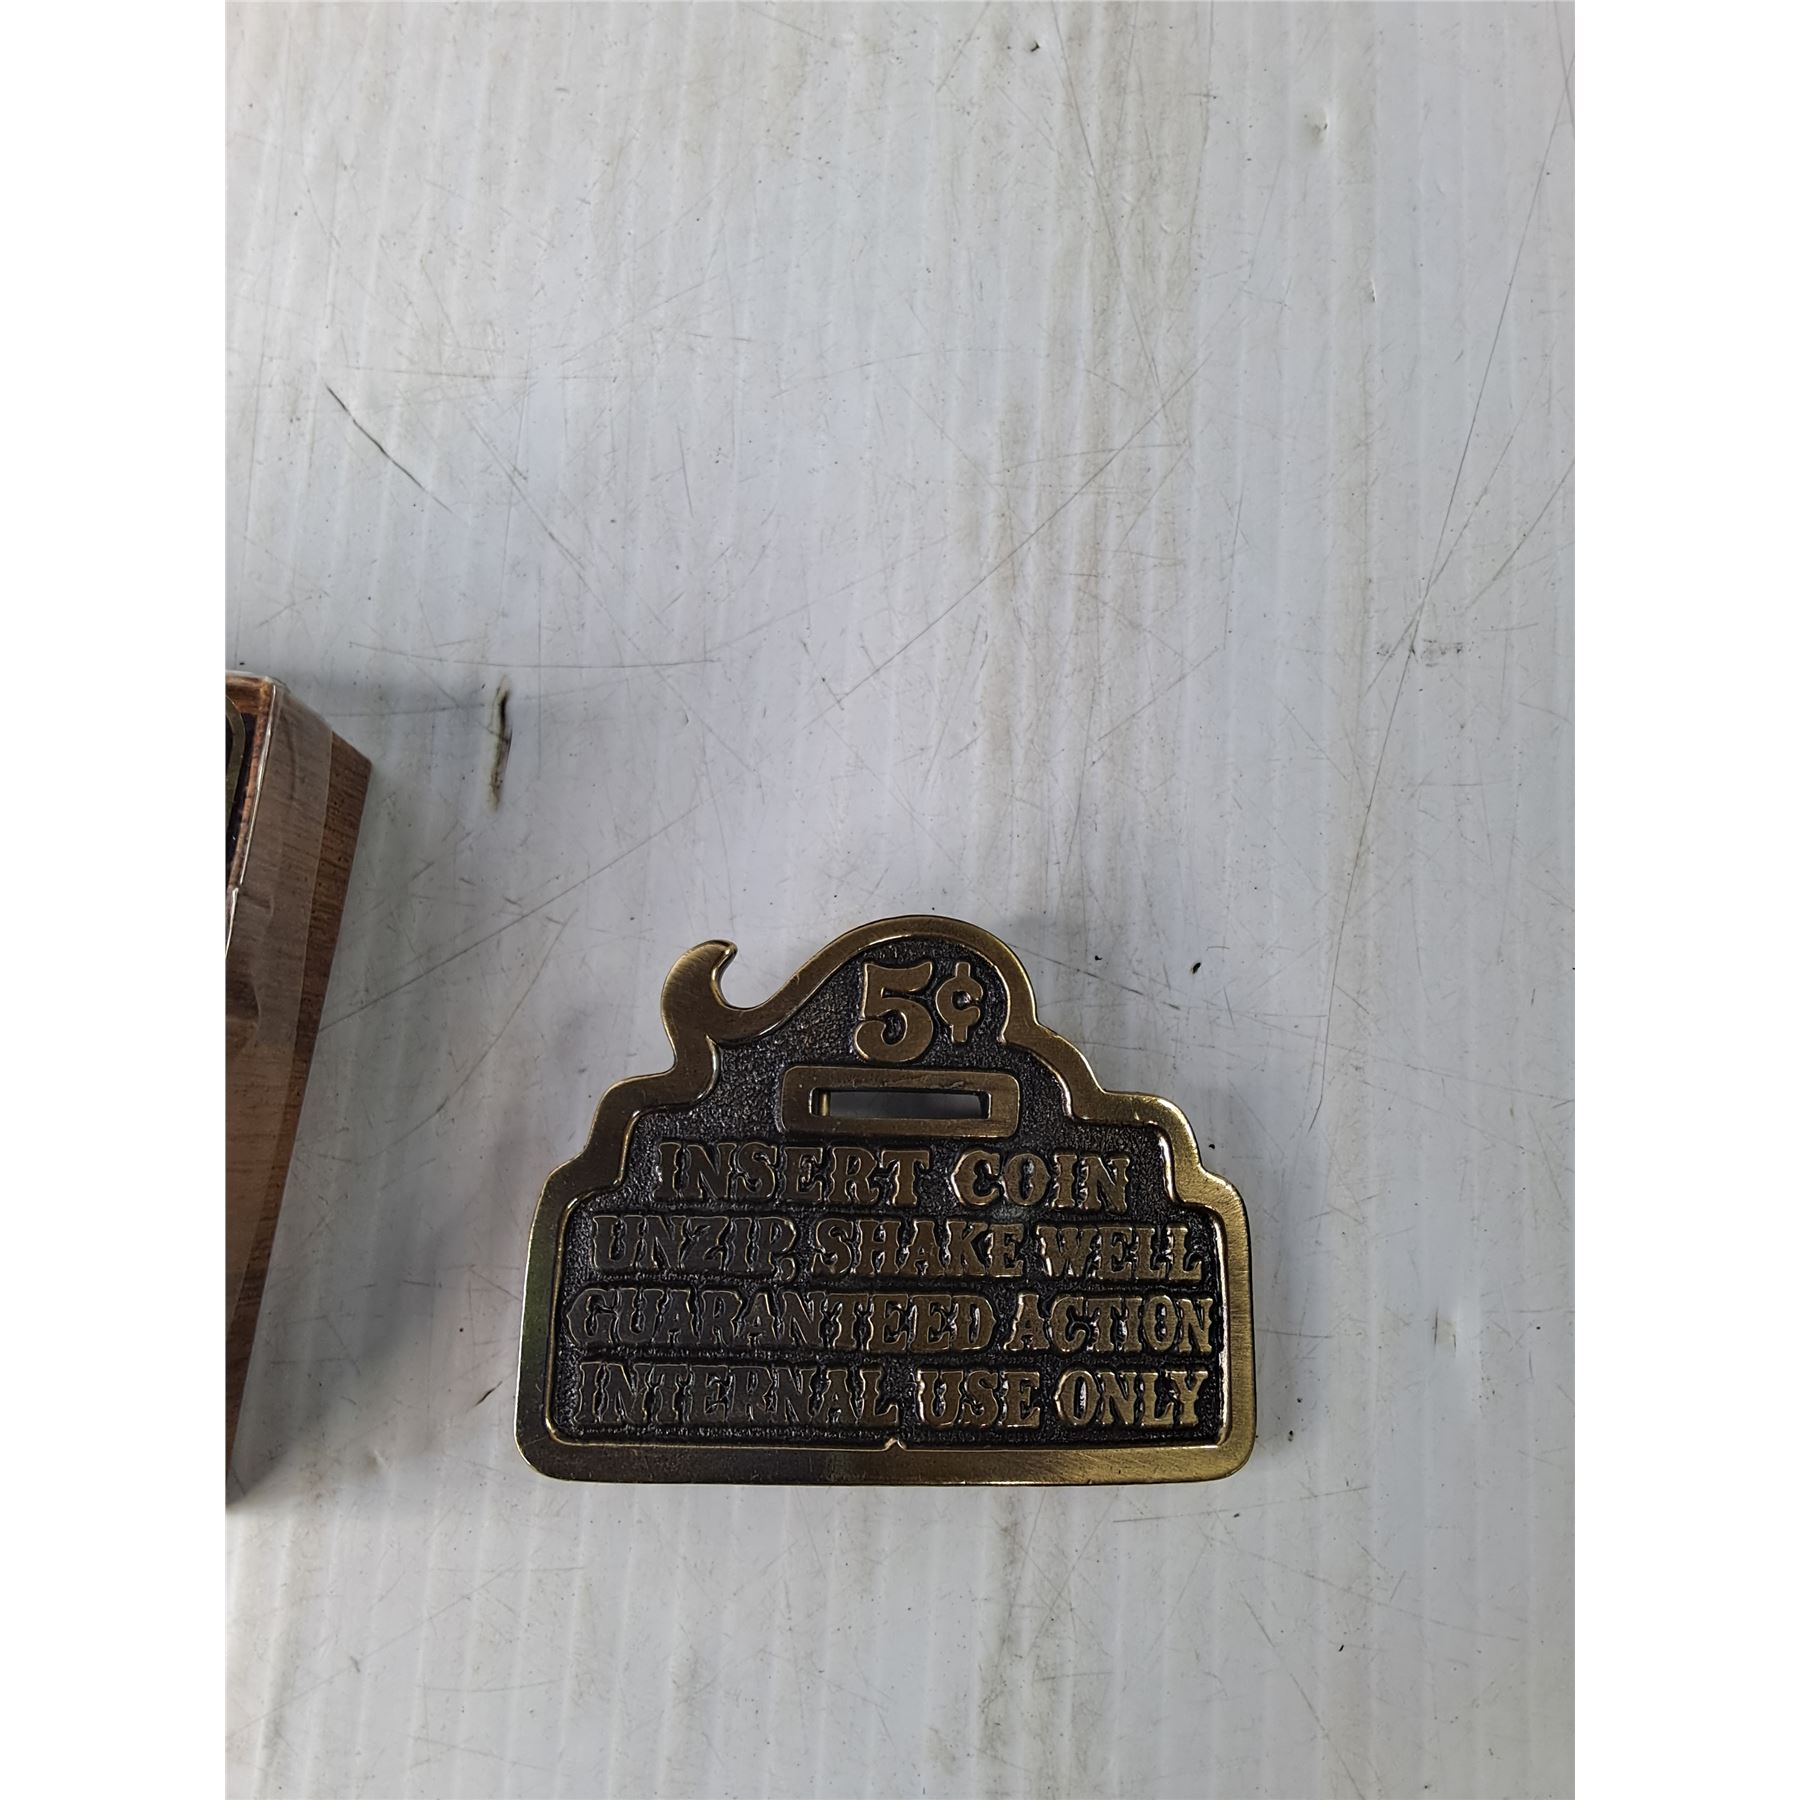 5¢
INSERT COIN
UNZIP, SHAKE WELL
GUARANTEED ACTION
INTERNAL USE ONLY